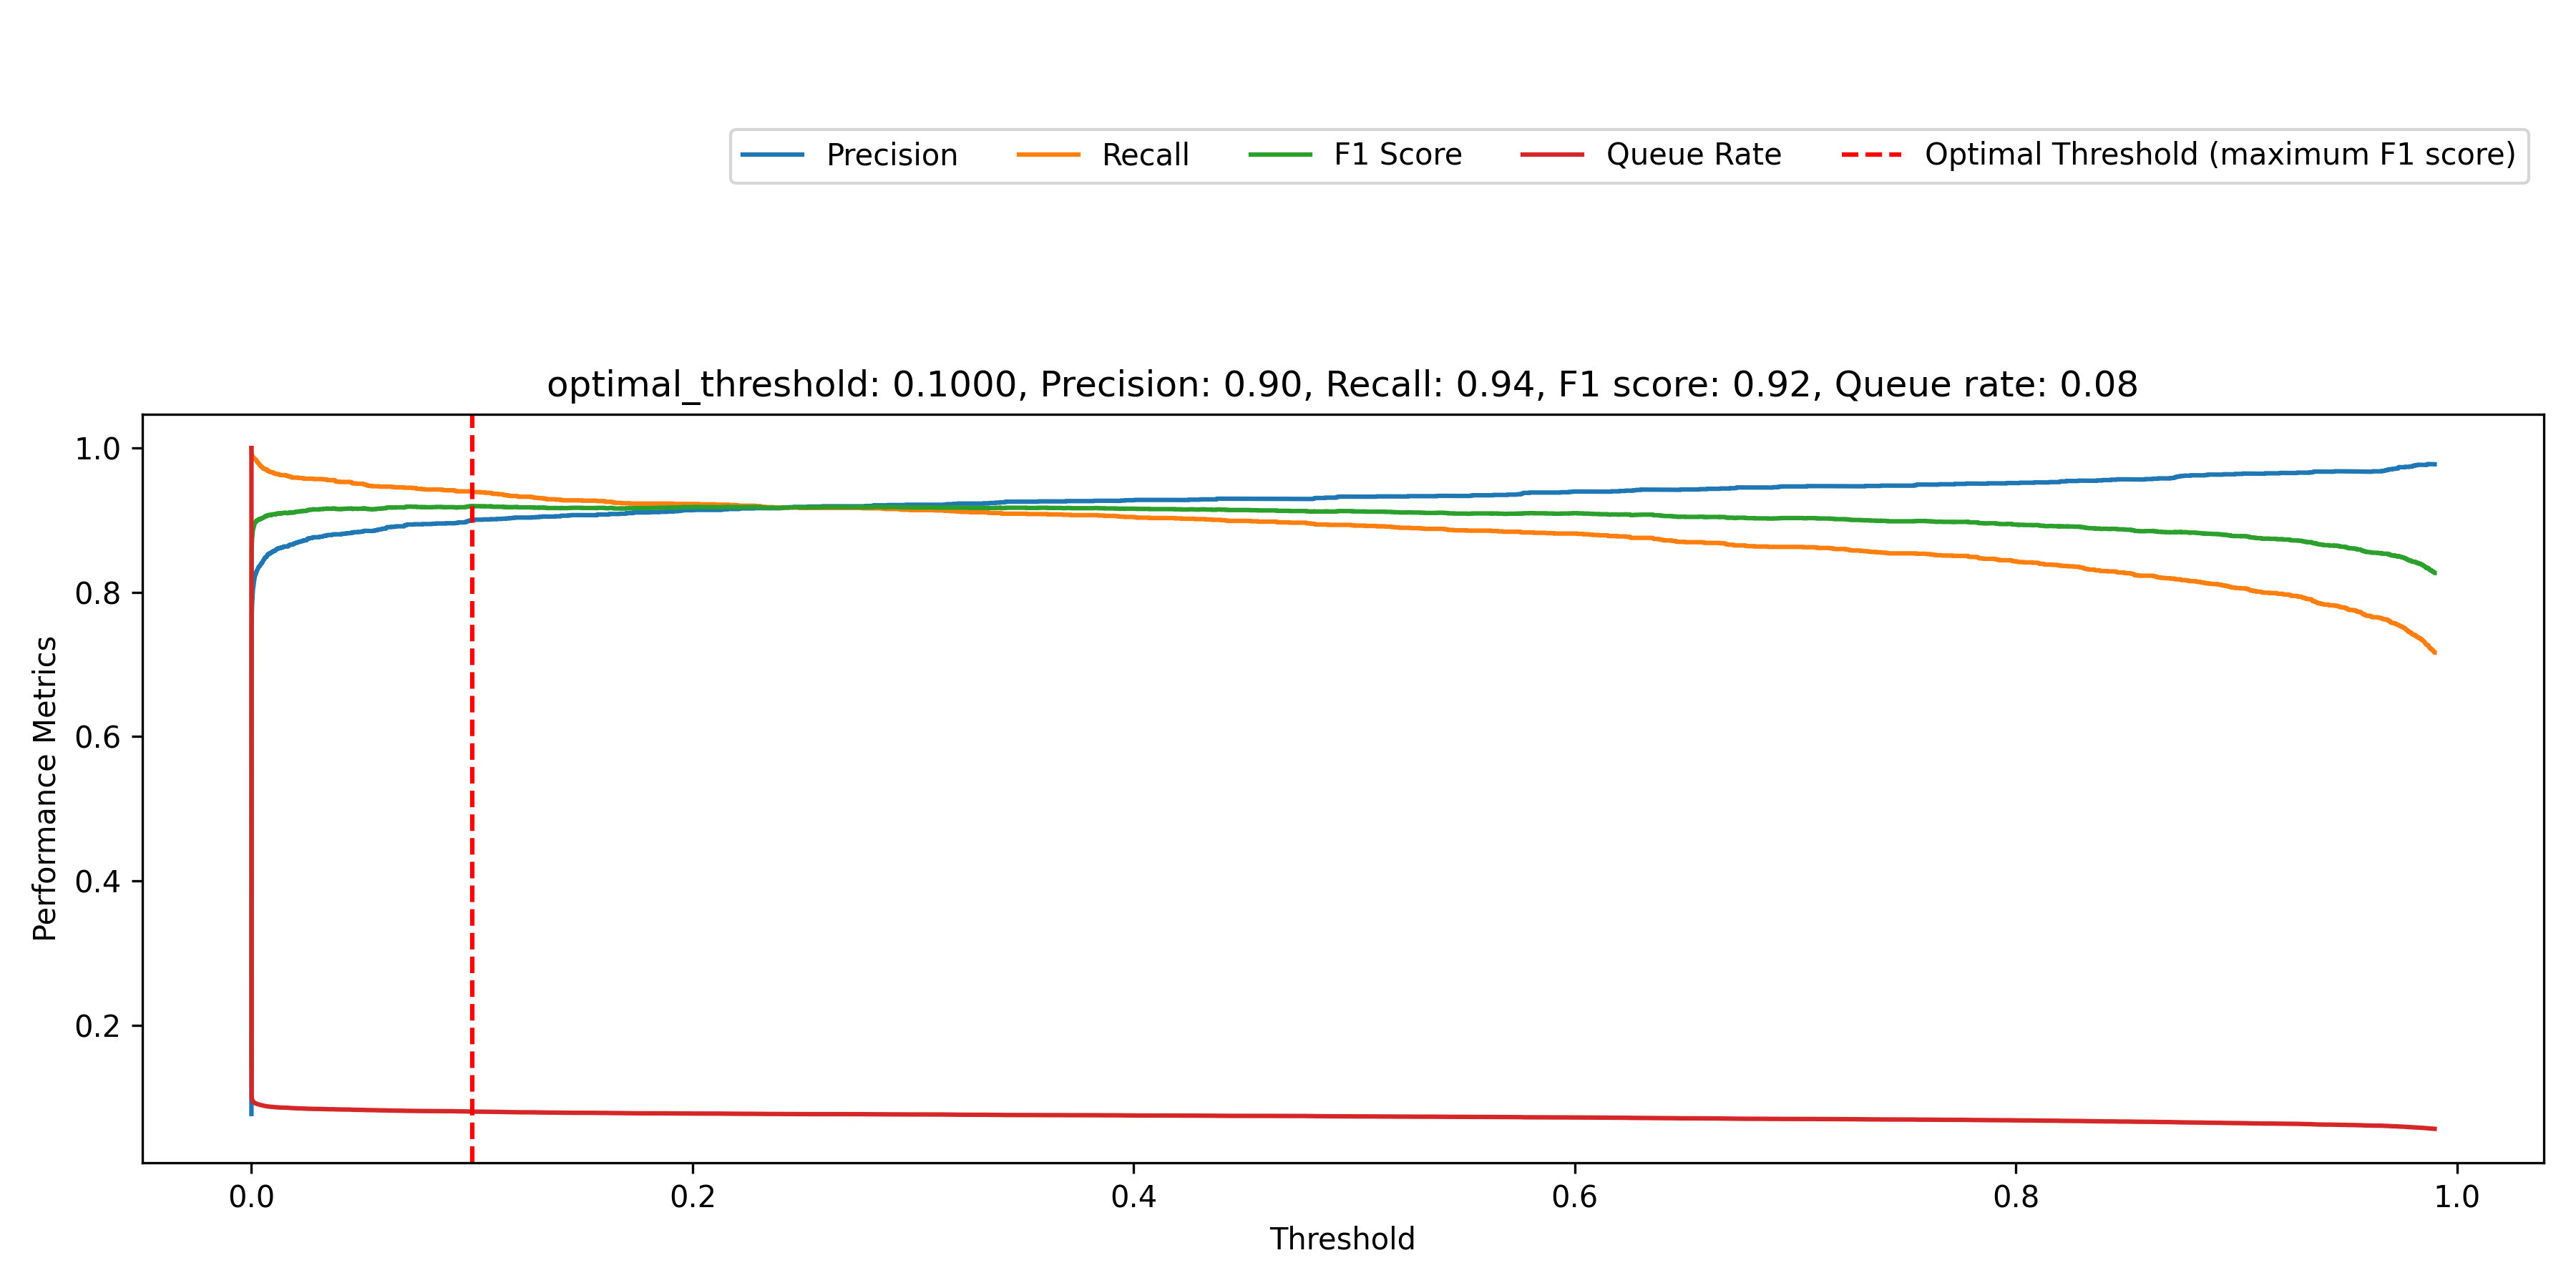 Precision Recall F1 Score Queue Rate Optimal Threshold (maximum F1 score)
optimal_threshold: 0.1000, Precision: 0.90, Recall: 0.94, F1 score: 0.92, Queue rate: 0.08
Performance Metrics
1.0
0.8
0.6
0.4
0.2
0.0 0.2 0.4 0.6 0.8 1.0
Threshold